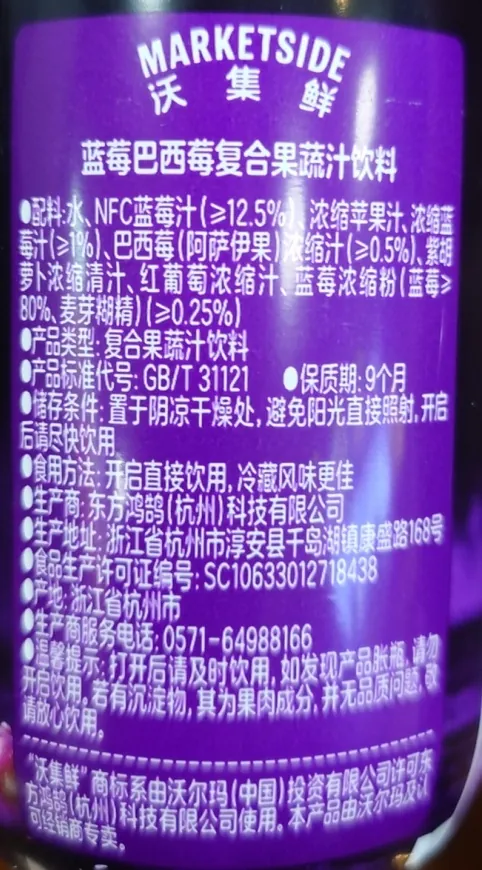 MARKETSIDE
沃集鲜
蓝莓巴西莓复合果蔬汁饮料
●配料:水、NFC蓝莓汁(≥12.5%)、浓缩苹果汁、浓缩蓝
莓汁(≥1%)、巴西莓(阿萨伊果)浓缩汁(≥0.5%)、紫胡
萝卜浓缩清汁、红葡萄浓缩汁、蓝莓浓缩粉(蓝莓≥
80%、麦芽糊精)(≥0.25%)
●产品类型:复合果蔬汁饮料
●产品标准代号:GB/T 31121 ●保质期:9个月
●储存条件:置于阴凉干燥处,避免阳光直接照射,开启
后请尽快饮用
●食用方法:开启直接饮用,冷藏风味更佳
●生产商:东方鸿鹄(杭州)科技有限公司
●生产地址:浙江省杭州市淳安县千岛湖镇康盛路168号
●食品生产许可证编号:SC10633012718438
●产地:浙江省杭州市
●生产商服务电话:0571-64988166
●温馨提示:打开后请及时饮用,如发现产品胀瓶,请勿
开启饮用。若有沉淀物,其为果肉成分,并无品质问题,敬
请放心饮用。
“沃集鲜”商标系由沃尔玛(中国)投资有限公司许可东
方鸿鹄(杭州)科技有限公司使用。本产品由沃尔玛及认
可经销商专卖。